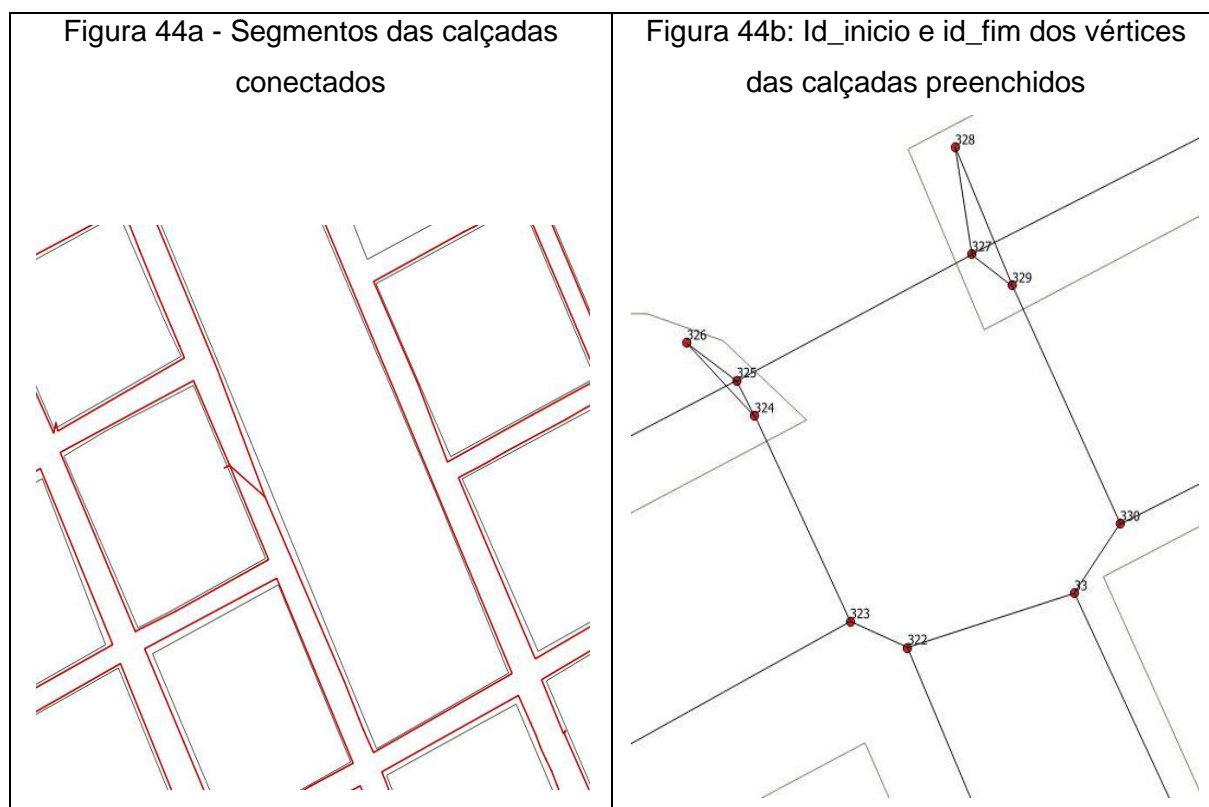 Figura 44a - Segmentos das calçadas
conectados
Figura 44b: Id_inicio e id_fim dos vértices
das calçadas preenchidos
328
327
329
326
325
324
330
33
323
322